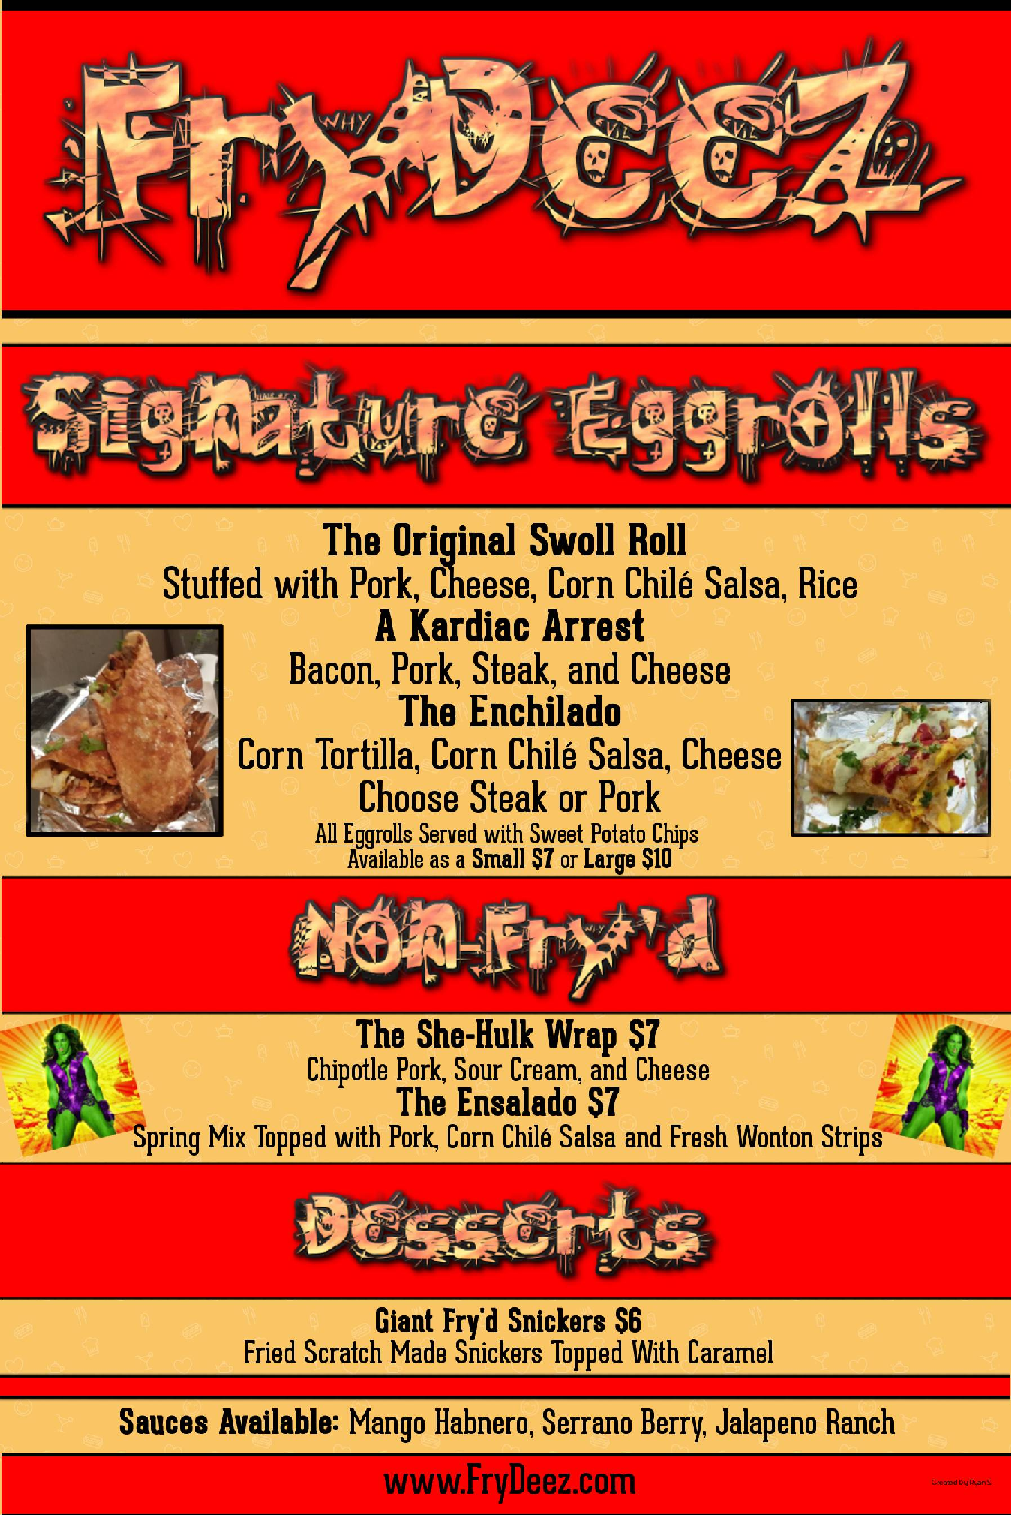 FryDeez
Signature Eggrolls
The Original Swoll Roll
Stuffed with Pork, Cheese, Corn Chilé Salsa, Rice
A Kardiac Arrest
Bacon, Pork, Steak, and Cheese
The Enchilado
Corn Tortilla, Corn Chilé Salsa, Cheese
Choose Steak or Pork
All Eggrolls Served with Sweet Potato Chips
Available as a Small $7 or Large $10
Non-Fry'd
The She-Hulk Wrap $7
Chipotle Pork, Sour Cream, and Cheese
The Ensalado $7
Spring Mix Topped with Pork, Corn Chilé Salsa and Fresh Wonton Strips
Desserts
Giant Fry'd Snickers $6
Fried Scratch Made Snickers Topped With Caramel
Sauces Available: Mango Habnero, Serrano Berry, Jalapeno Ranch
www.FryDeez.com
Created by